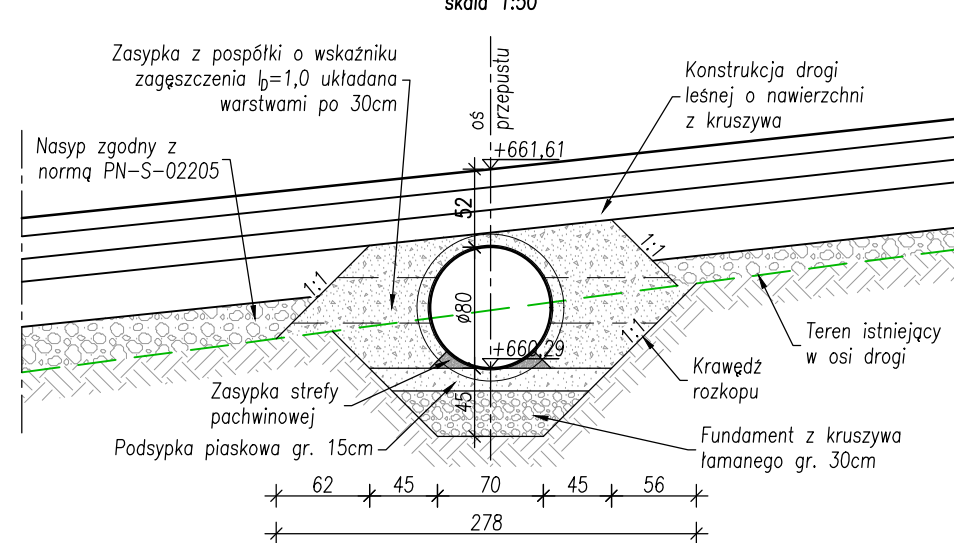 skala 1:50
Zasypka z pospółki o wskaźniku
zagęszczenia ID=1,0 układana
warstwami po 30cm
oś
przepustu
Konstrukcja drogi
leśnej o nawierzchni
z kruszywa
Nasyp zgodny z
normą PN-S-02205
+661,61
52
1:1
1:1
ø80
1:1
+660,29
45
Teren istniejący
w osi drogi
Krawędź
rozkopu
Zasypka strefy
pachwinowej
Podsypka piaskowa gr. 15cm
Fundament z kruszywa
łamanego gr. 30cm
62 45 70 45 56
278